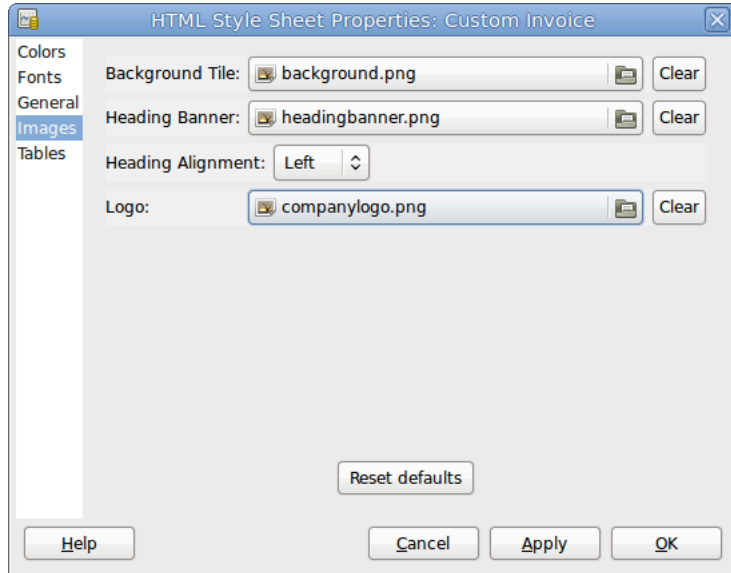 HTML Style Sheet Properties: Custom Invoice
Colors
Fonts
General
Images
Tables
Background Tile: background.png Clear
Heading Banner: headingbanner.png Clear
Heading Alignment: Left
Logo: companylogo.png Clear
Reset defaults
Help Cancel Apply OK